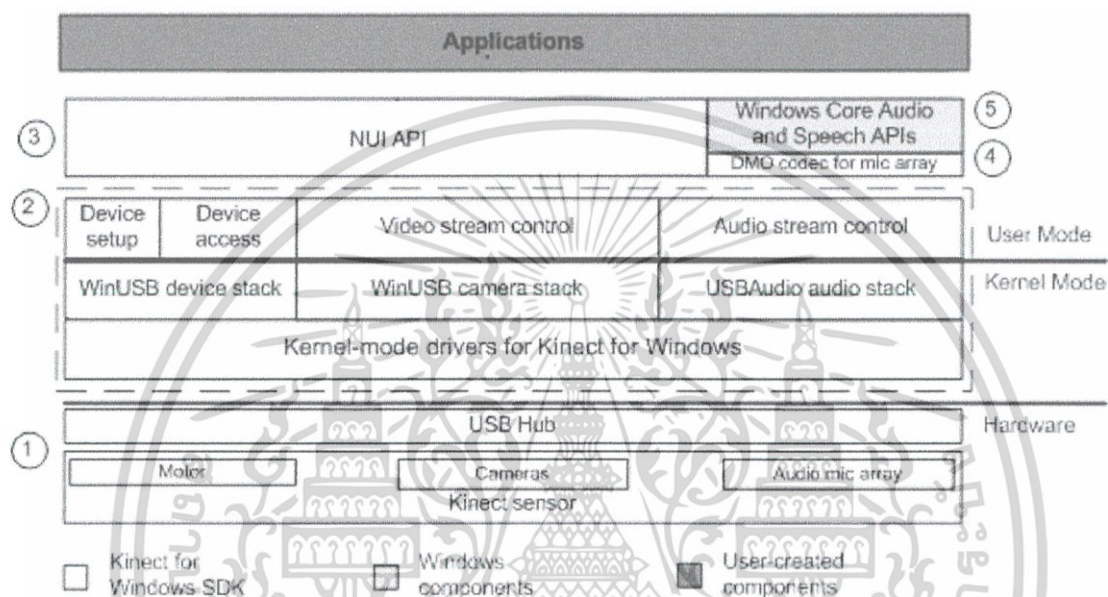 Applications
③
NUI API
Windows Core Audio
and Speech APIs
⑤
DMO codec for mic array
④
②
Device
setup
Device
access
Video stream control
Audio stream control
User Mode
WinUSB device stack
WinUSB camera stack
USBAudio audio stack
Kernel Mode
Kernel-mode drivers for Kinect for Windows
USB Hub
Hardware
①
Motor
Cameras
Audio mic array
Kinect sensor
Kinect for
Windows SDK
Windows
components
User-created
components